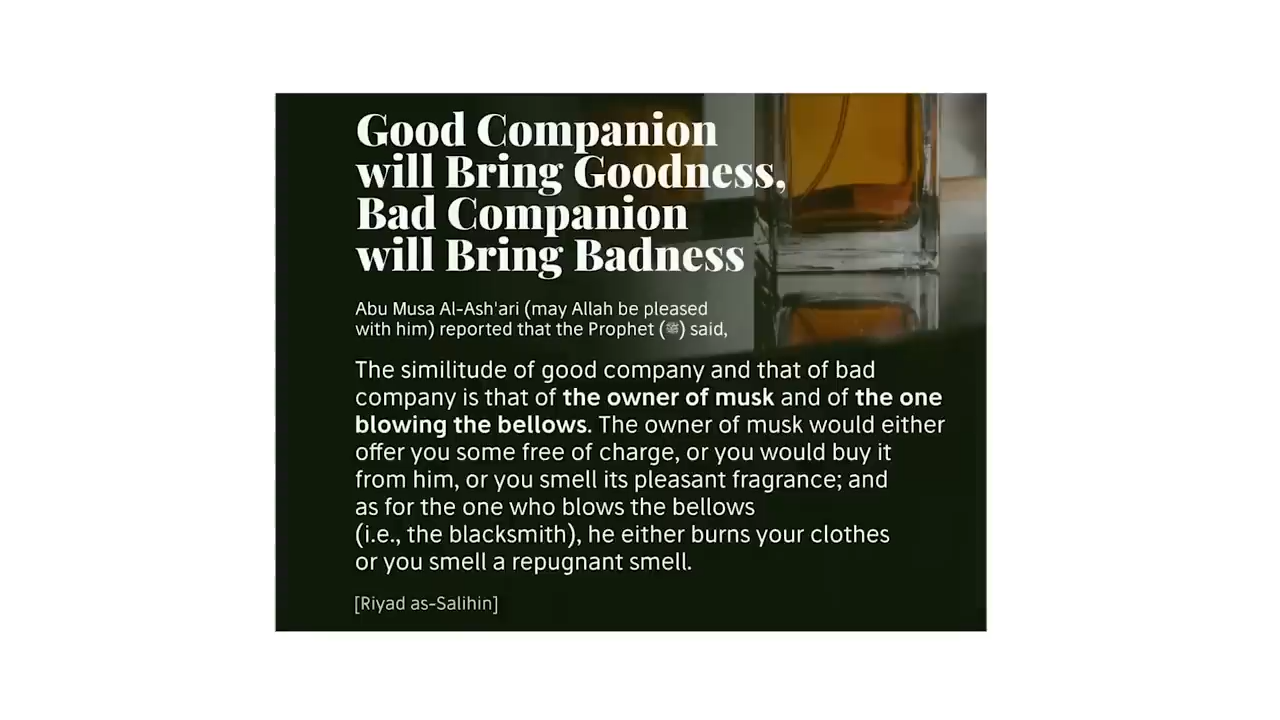 Good Companion
will Bring Goodness,
Bad Companion
will Bring Badness
Abu Musa Al-Ash'ari (may Allah be pleased
with him) reported that the Prophet (ﷺ) said,
The similitude of good company and that of bad
company is that of the owner of musk and of the one
blowing the bellows. The owner of musk would either
offer you some free of charge, or you would buy it
from him, or you smell its pleasant fragrance; and
as for the one who blows the bellows
(i.e., the blacksmith), he either burns your clothes
or you smell a repugnant smell.
[Riyad as-Salihin]